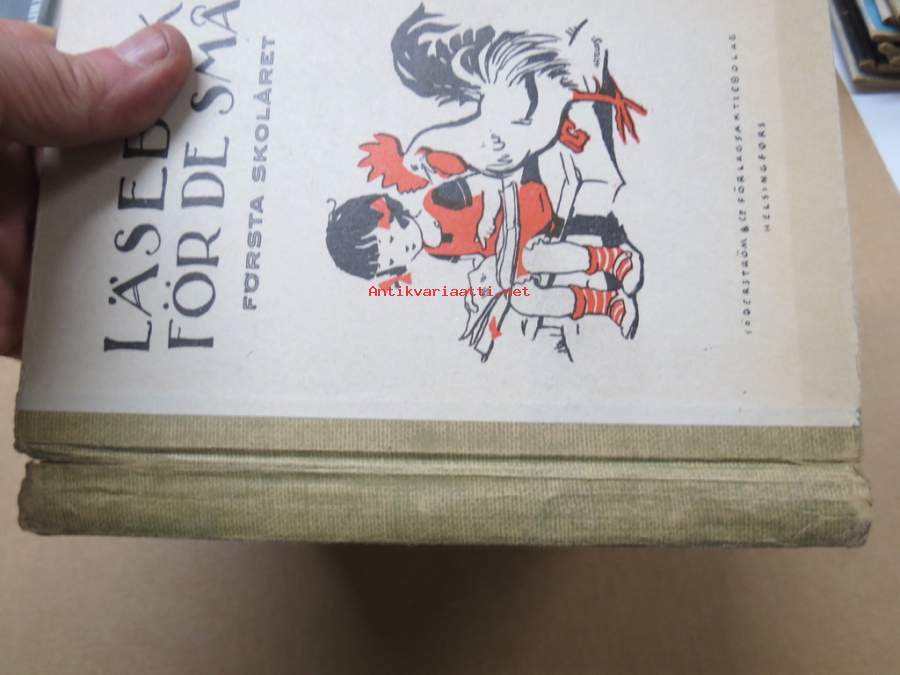 LÄSEB
FÖR DE SMÅ
FÖRSTA SKOLÅRET
SÖDERSTRÖM & CO FÖRLAGSAKTIEBOLAG
HELSINGFORS
Antikvariaatti.net